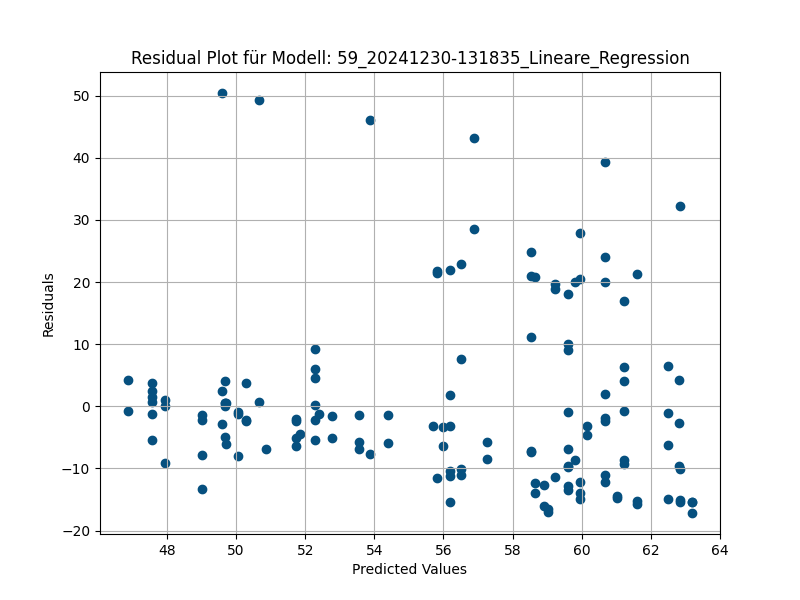 Residual Plot für Modell: 59_20241230-131835_Lineare_Regression
50
40
30
20
10
0
−10
−20
Residuals
48 50 52 54 56 58 60 62 64
Predicted Values